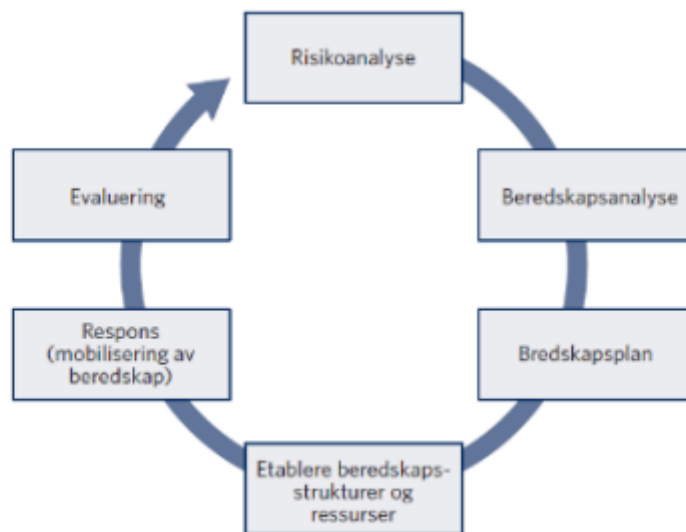 Risikoanalyse
Beredskapsanalyse
Bredskapsplan
Etablere beredskaps-
strukturer og
ressurser
Respons
(mobilisering av
beredskap)
Evaluering